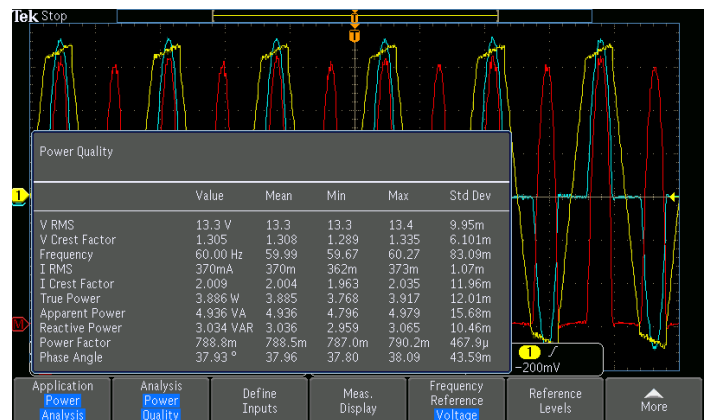 Tek Stop
T
T
Power Quality
Value Mean Min Max Std Dev
V RMS 13.3 V 13.3 13.3 13.4 9.95m
V Crest Factor 1.305 1.308 1.289 1.335 6.101m
Frequency 60.00 Hz 59.99 59.67 60.27 83.09m
I RMS 370mA 370m 362m 373m 1.07m
I Crest Factor 2.009 2.004 1.963 2.035 11.96m
True Power 3.886 W 3.885 3.768 3.917 12.01m
Apparent Power 4.936 VA 4.936 4.796 4.979 15.68m
Reactive Power 3.034 VAR 3.036 2.959 3.065 10.46m
Power Factor 788.8m 788.5m 787.0m 790.2m 467.9µ
Phase Angle 37.93 ° 37.96 37.80 38.09 43.59m
1
M
1
-200mV
Application
Power
Analysis
Analysis
Power
Quality
Define
Inputs
Meas.
Display
Frequency
Reference
Voltage
Reference
Levels
More